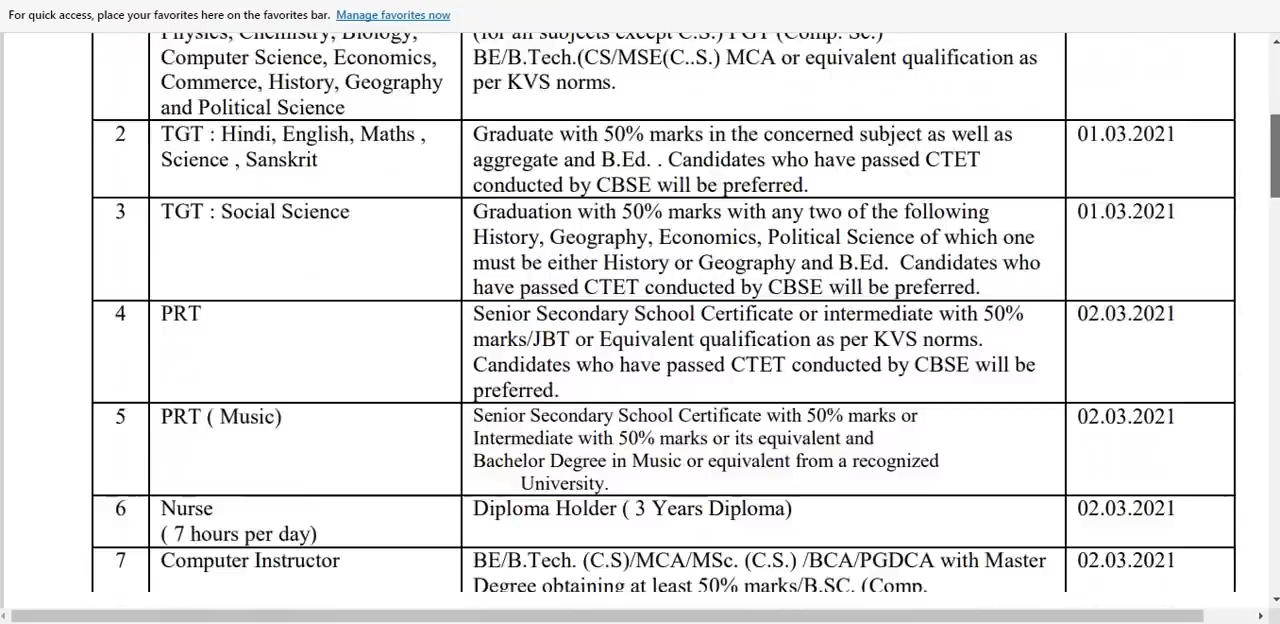 For quick access, place your favorites here on the favorites bar. Manage favorites now
Physics, Chemistry, Biology,
Computer Science, Economics,
Commerce, History, Geography
and Political Science
(for all subjects except C.S.) PGT (Comp. Sc.)
BE/B.Tech.(CS/MSE(C..S.) MCA or equivalent qualification as
per KVS norms.
2
TGT : Hindi, English, Maths ,
Science , Sanskrit
Graduate with 50% marks in the concerned subject as well as
aggregate and B.Ed. . Candidates who have passed CTET
conducted by CBSE will be preferred.
01.03.2021
3
TGT : Social Science
Graduation with 50% marks with any two of the following
History, Geography, Economics, Political Science of which one
must be either History or Geography and B.Ed. Candidates who
have passed CTET conducted by CBSE will be preferred.
01.03.2021
4
PRT
Senior Secondary School Certificate or intermediate with 50%
marks/JBT or Equivalent qualification as per KVS norms.
Candidates who have passed CTET conducted by CBSE will be
preferred.
02.03.2021
5
PRT ( Music)
Senior Secondary School Certificate with 50% marks or
Intermediate with 50% marks or its equivalent and
Bachelor Degree in Music or equivalent from a recognized
University.
02.03.2021
6
Nurse
( 7 hours per day)
Diploma Holder ( 3 Years Diploma)
02.03.2021
7
Computer Instructor
BE/B.Tech. (C.S)/MCA/MSc. (C.S.) /BCA/PGDCA with Master
Degree obtaining at least 50% marks/B.SC. (Comp.
02.03.2021